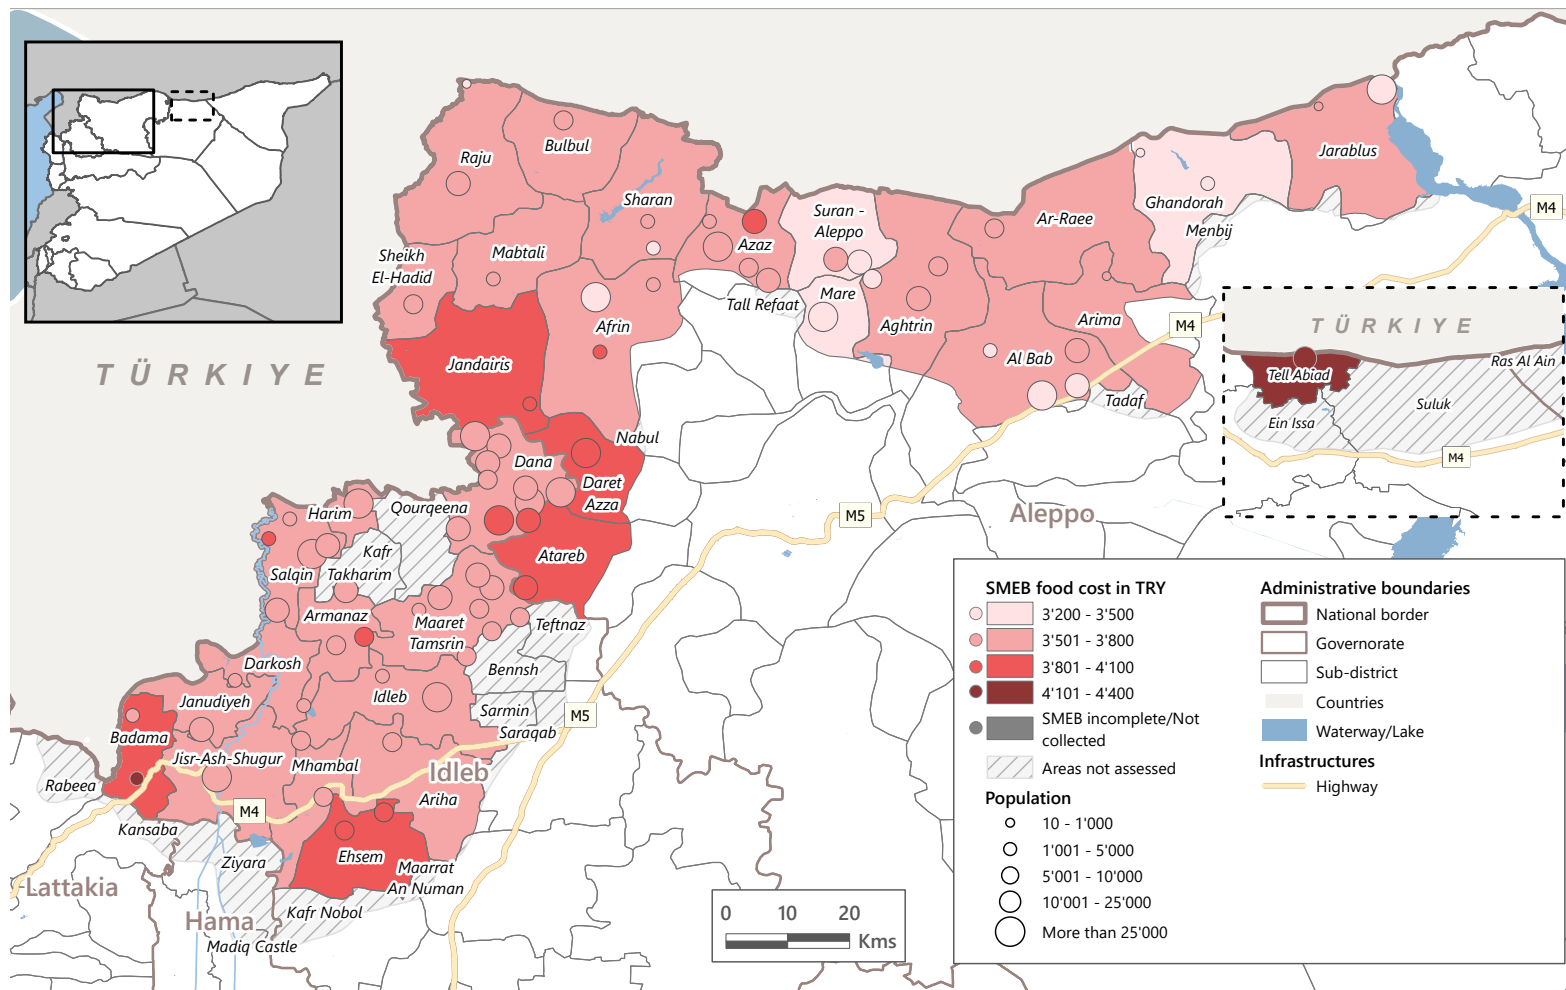 Raju
Bulbul
Sharan
Sheikh
El-Hadid
Mabtali
Azaz
Suran -
Aleppo
Ar-Raee
Ghandorah
Menbij
Jarablus
M4
Tall Refaat
Mare
Aghtrin
Afrin
Arima
M4
Al Bab
Tadaf
Jandairis
TÜRKIYE
TÜRKIYE
Tell Abiad
Ras Al Ain
Suluk
Ein Issa
M4
Nabul
Dana
Daret
Azza
Harim
Qourqeena
Kafr
Takharim
Salqin
Atareb
M5
Aleppo
Armanaz
Maaret
Tamsrin
Teftnaz
Bennsh
Darkosh
Janudiyeh
Idleb
Sarmin
Saraqab
M5
Badama
Jisr-Ash-Shugur
Mhambal
Idleb
Rabeea
Ariha
M4
Kansaba
Ziyara
Ehsem
Maarrat
An Numan
Lattakia
Hama
Kafr Nobol
Madiq Castle
0 10 20
Kms
SMEB food cost in TRY
3'200 - 3'500
3'501 - 3'800
3'801 - 4'100
4'101 - 4'400
SMEB incomplete/Not
collected
Areas not assessed
Population
10 - 1'000
1'001 - 5'000
5'001 - 10'000
10'001 - 25'000
More than 25'000
Administrative boundaries
National border
Governorate
Sub-district
Countries
Waterway/Lake
Infrastructures
Highway